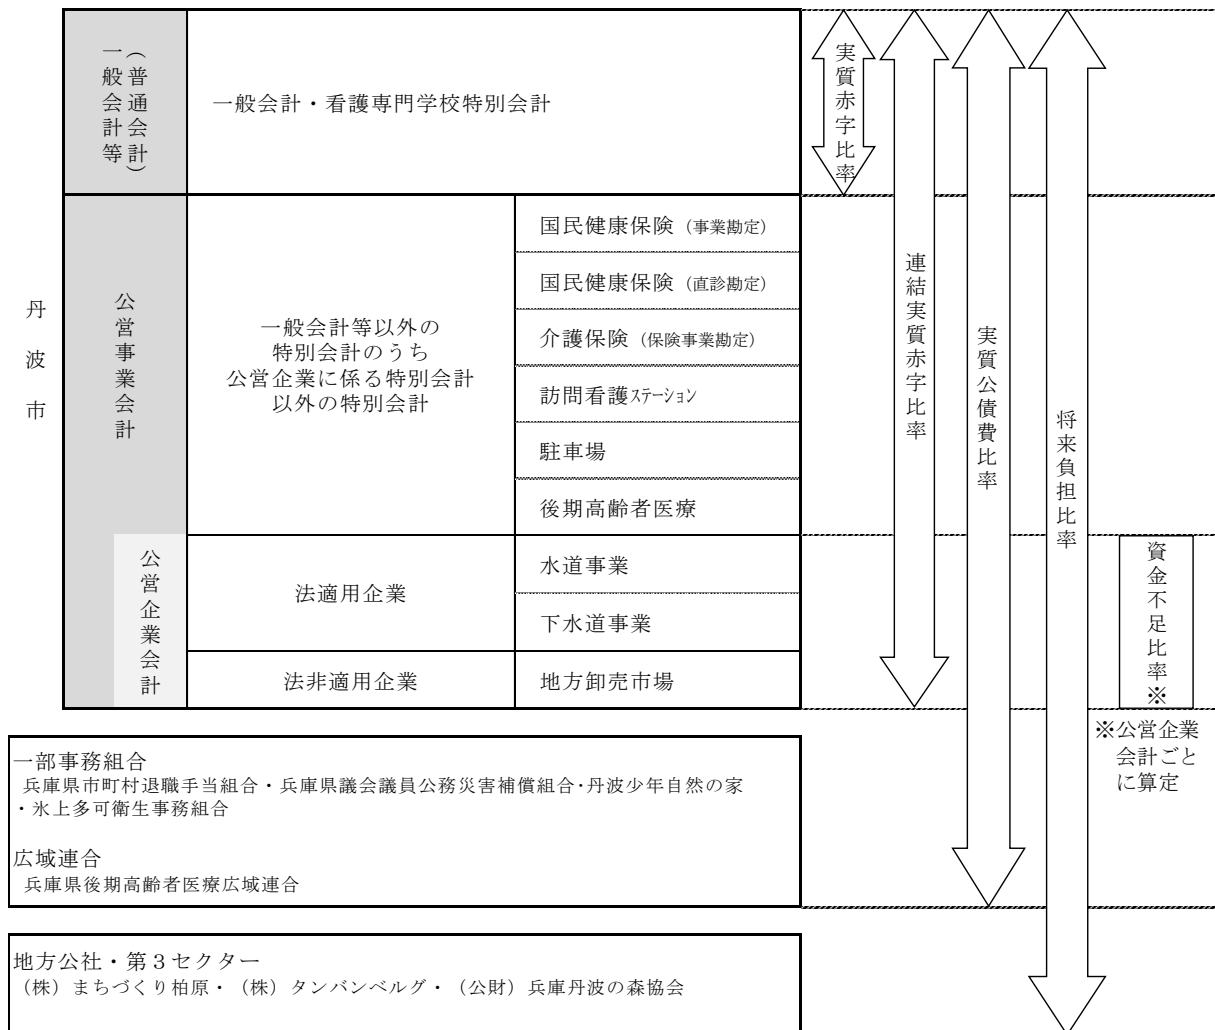 丹波市
一般会計等
（普通会計）
一般会計・看護専門学校特別会計
公営事業会計
一般会計等以外の
特別会計のうち
公営企業に係る特別会計
以外の特別会計
国民健康保険（事業勘定）
国民健康保険（直診勘定）
介護保険（保険事業勘定）
訪問看護ｽﾃｰｼｮﾝ
駐車場
後期高齢者医療
公営企業会計
法適用企業
水道事業
下水道事業
法非適用企業
地方卸売市場
実質赤字比率
連結実質赤字比率
実質公債費比率
将来負担比率
資金不足比率※
※公営企業
会計ごと
に算定
一部事務組合
兵庫県市町村退職手当組合・兵庫県議会議員公務災害補償組合･丹波少年自然の家
・氷上多可衛生事務組合
広域連合
兵庫県後期高齢者医療広域連合
地方公社・第３セクター
（株）まちづくり柏原・（株）タンバンベルグ・（公財）兵庫丹波の森協会